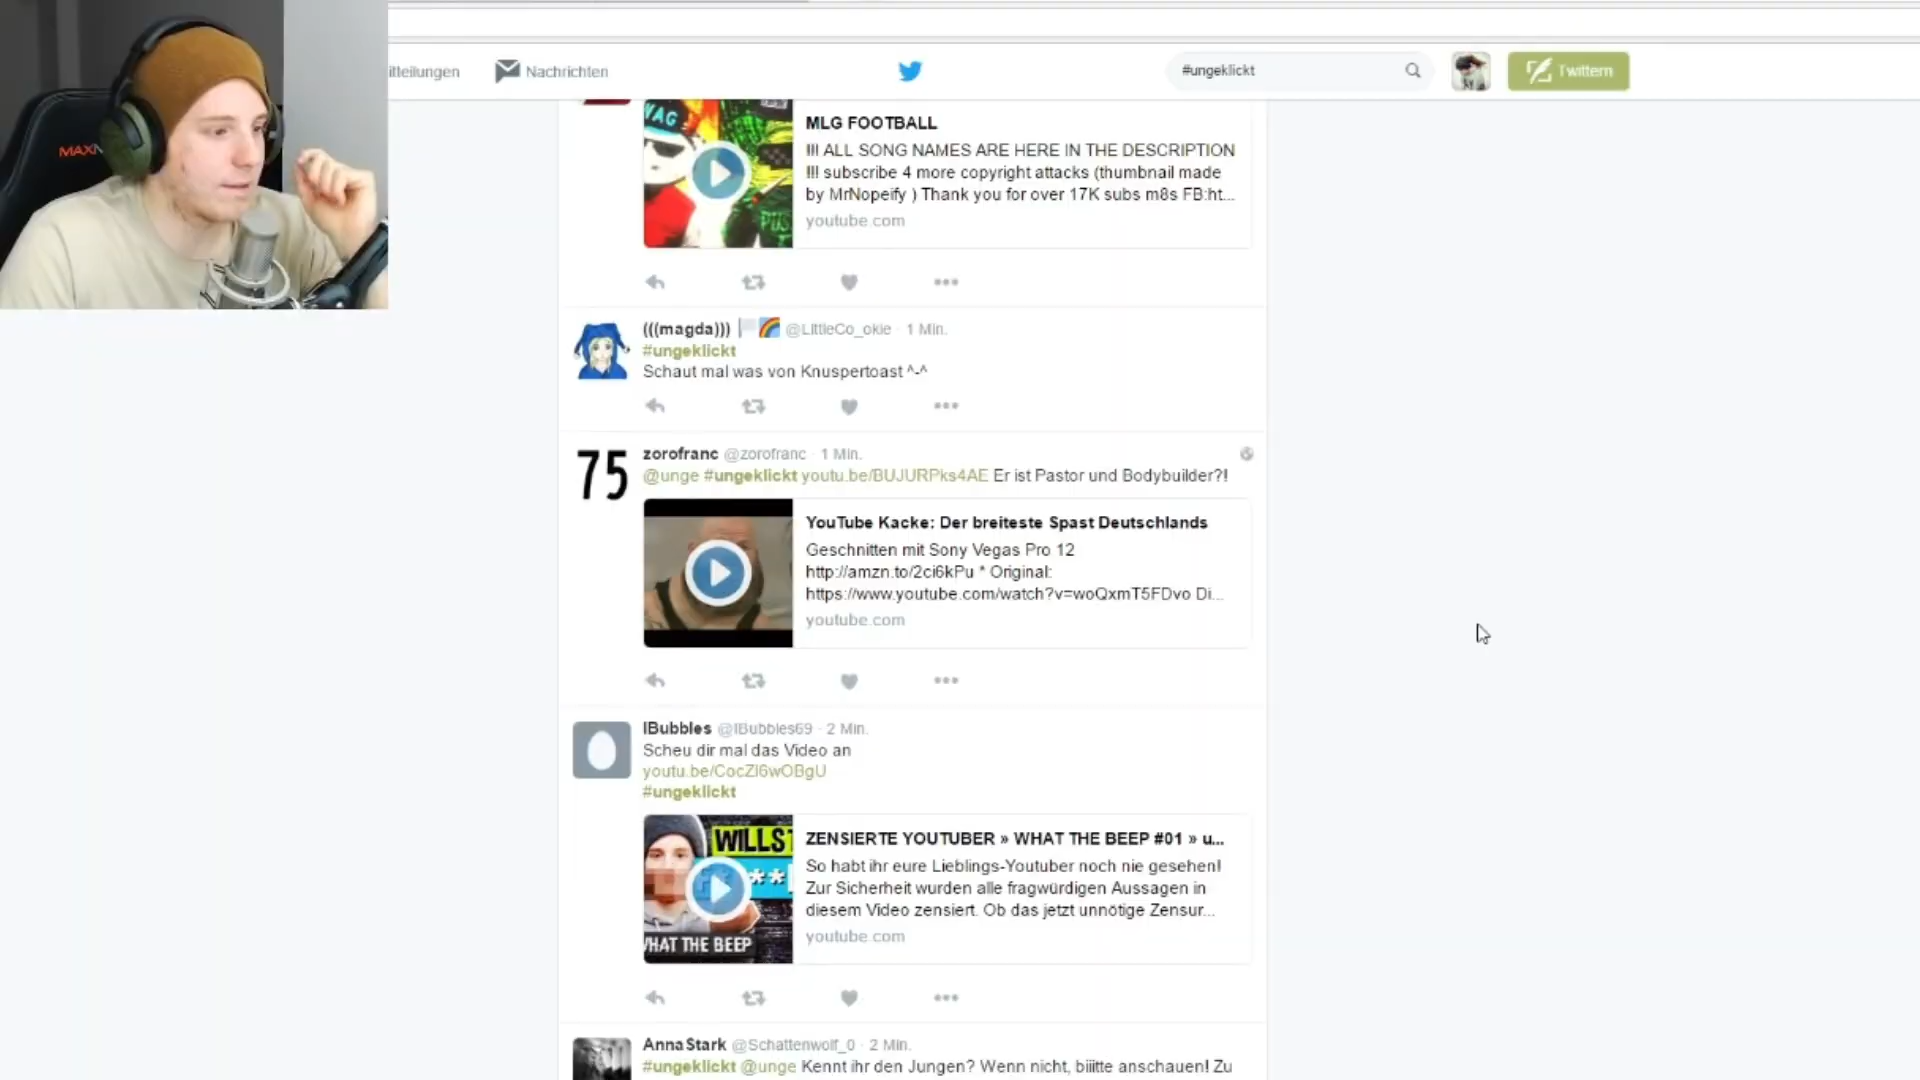 MAXN
itteilungen
Nachrichten
#ungeklickt
Twittern
WAG
MLG FOOTBALL
!!! ALL SONG NAMES ARE HERE IN THE DESCRIPTION
!!! subscribe 4 more copyright attacks (thumbnail made
by MrNopeify ) Thank you for over 17K subs m8s FB:ht...
youtube.com
(((magda))) @LittleCo_okie · 1 Min.
#ungeklickt
Schaut mal was von Knuspertoast ^-^
75
zorofranc @zorofranc · 1 Min.
@unge #ungeklickt youtu.be/BUJURPks4AE Er ist Pastor und Bodybuilder?!
YouTube Kacke: Der breiteste Spast Deutschlands
Geschnitten mit Sony Vegas Pro 12
http://amzn.to/2ci6kPu * Original:
https://www.youtube.com/watch?v=woQxmT5FDvo Di...
youtube.com
IBubbles @IBubbles69 · 2 Min.
Scheu dir mal das Video an
youtu.be/CocZI6wOBgU
#ungeklickt
WILLST
**
WHAT THE BEEP
ZENSIERTE YOUTUBER » WHAT THE BEEP #01 » u...
So habt ihr eure Lieblings-Youtuber noch nie gesehen!
Zur Sicherheit wurden alle fragwürdigen Aussagen in
diesem Video zensiert. Ob das jetzt unnötige Zensur...
youtube.com
AnnaStark @Schattenwolf_0 · 2 Min.
#ungeklickt @unge Kennt ihr den Jungen? Wenn nicht, biiitte anschauen! Zu